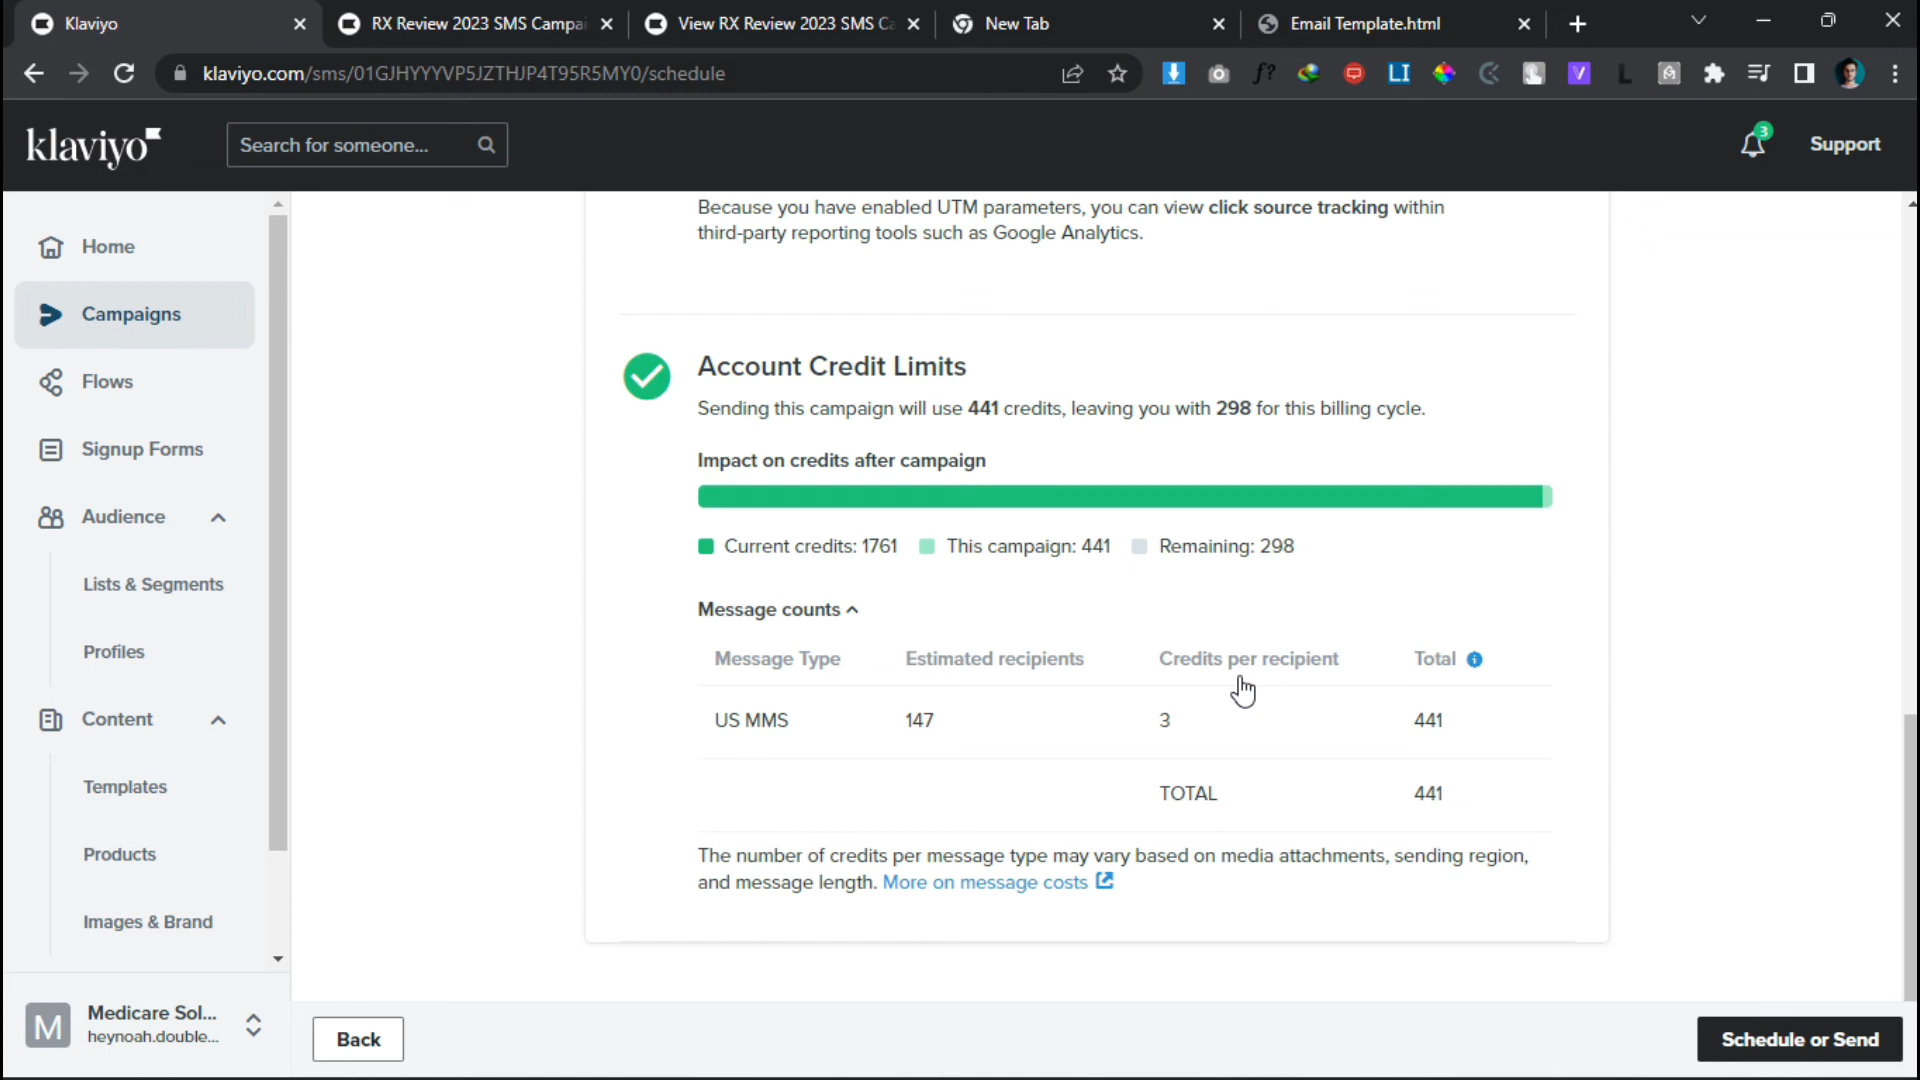 Klaviyo
RX Review 2023 SMS Campai
View RX Review 2023 SMS Ca
New Tab
Email Template.html
klaviyo.com/sms/01GJHYYYVP5JZTHJP4T95R5MY0/schedule
f?
LI
V
L
klaviyo
Search for someone...
3
Support
Home
Campaigns
Flows
Signup Forms
Audience
Lists & Segments
Profiles
Content
Templates
Products
Images & Brand
M
Medicare Sol...
heynoah.double...
Because you have enabled UTM parameters, you can view click source tracking within
third-party reporting tools such as Google Analytics.
Account Credit Limits
Sending this campaign will use 441 credits, leaving you with 298 for this billing cycle.
Impact on credits after campaign
Current credits: 1761 This campaign: 441 Remaining: 298
Message counts
Message Type Estimated recipients Credits per recipient Total
US MMS 147 3 441
TOTAL 441
The number of credits per message type may vary based on media attachments, sending region,
and message length. More on message costs
Back
Schedule or Send